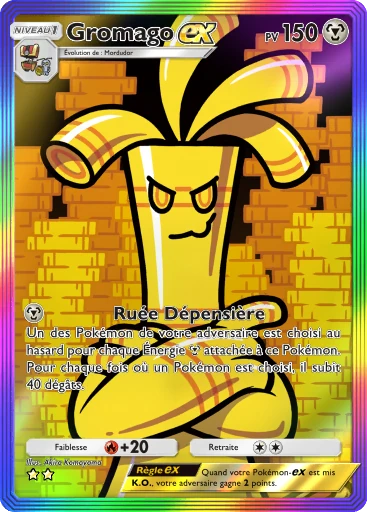 NIVEAU 1 Gromago ex PV 150
Évolution de : Mordudor
Ruée Dépensière
Un des Pokémon de votre adversaire est choisi au
hasard pour chaque Énergie attachée à ce Pokémon.
Pour chaque fois où un Pokémon est choisi, il subit
40 dégâts.
Faiblesse +20 Retraite
Illus. Akira Komayama
Règle ex Quand votre Pokémon-ex est mis
K.O., votre adversaire gagne 2 points.